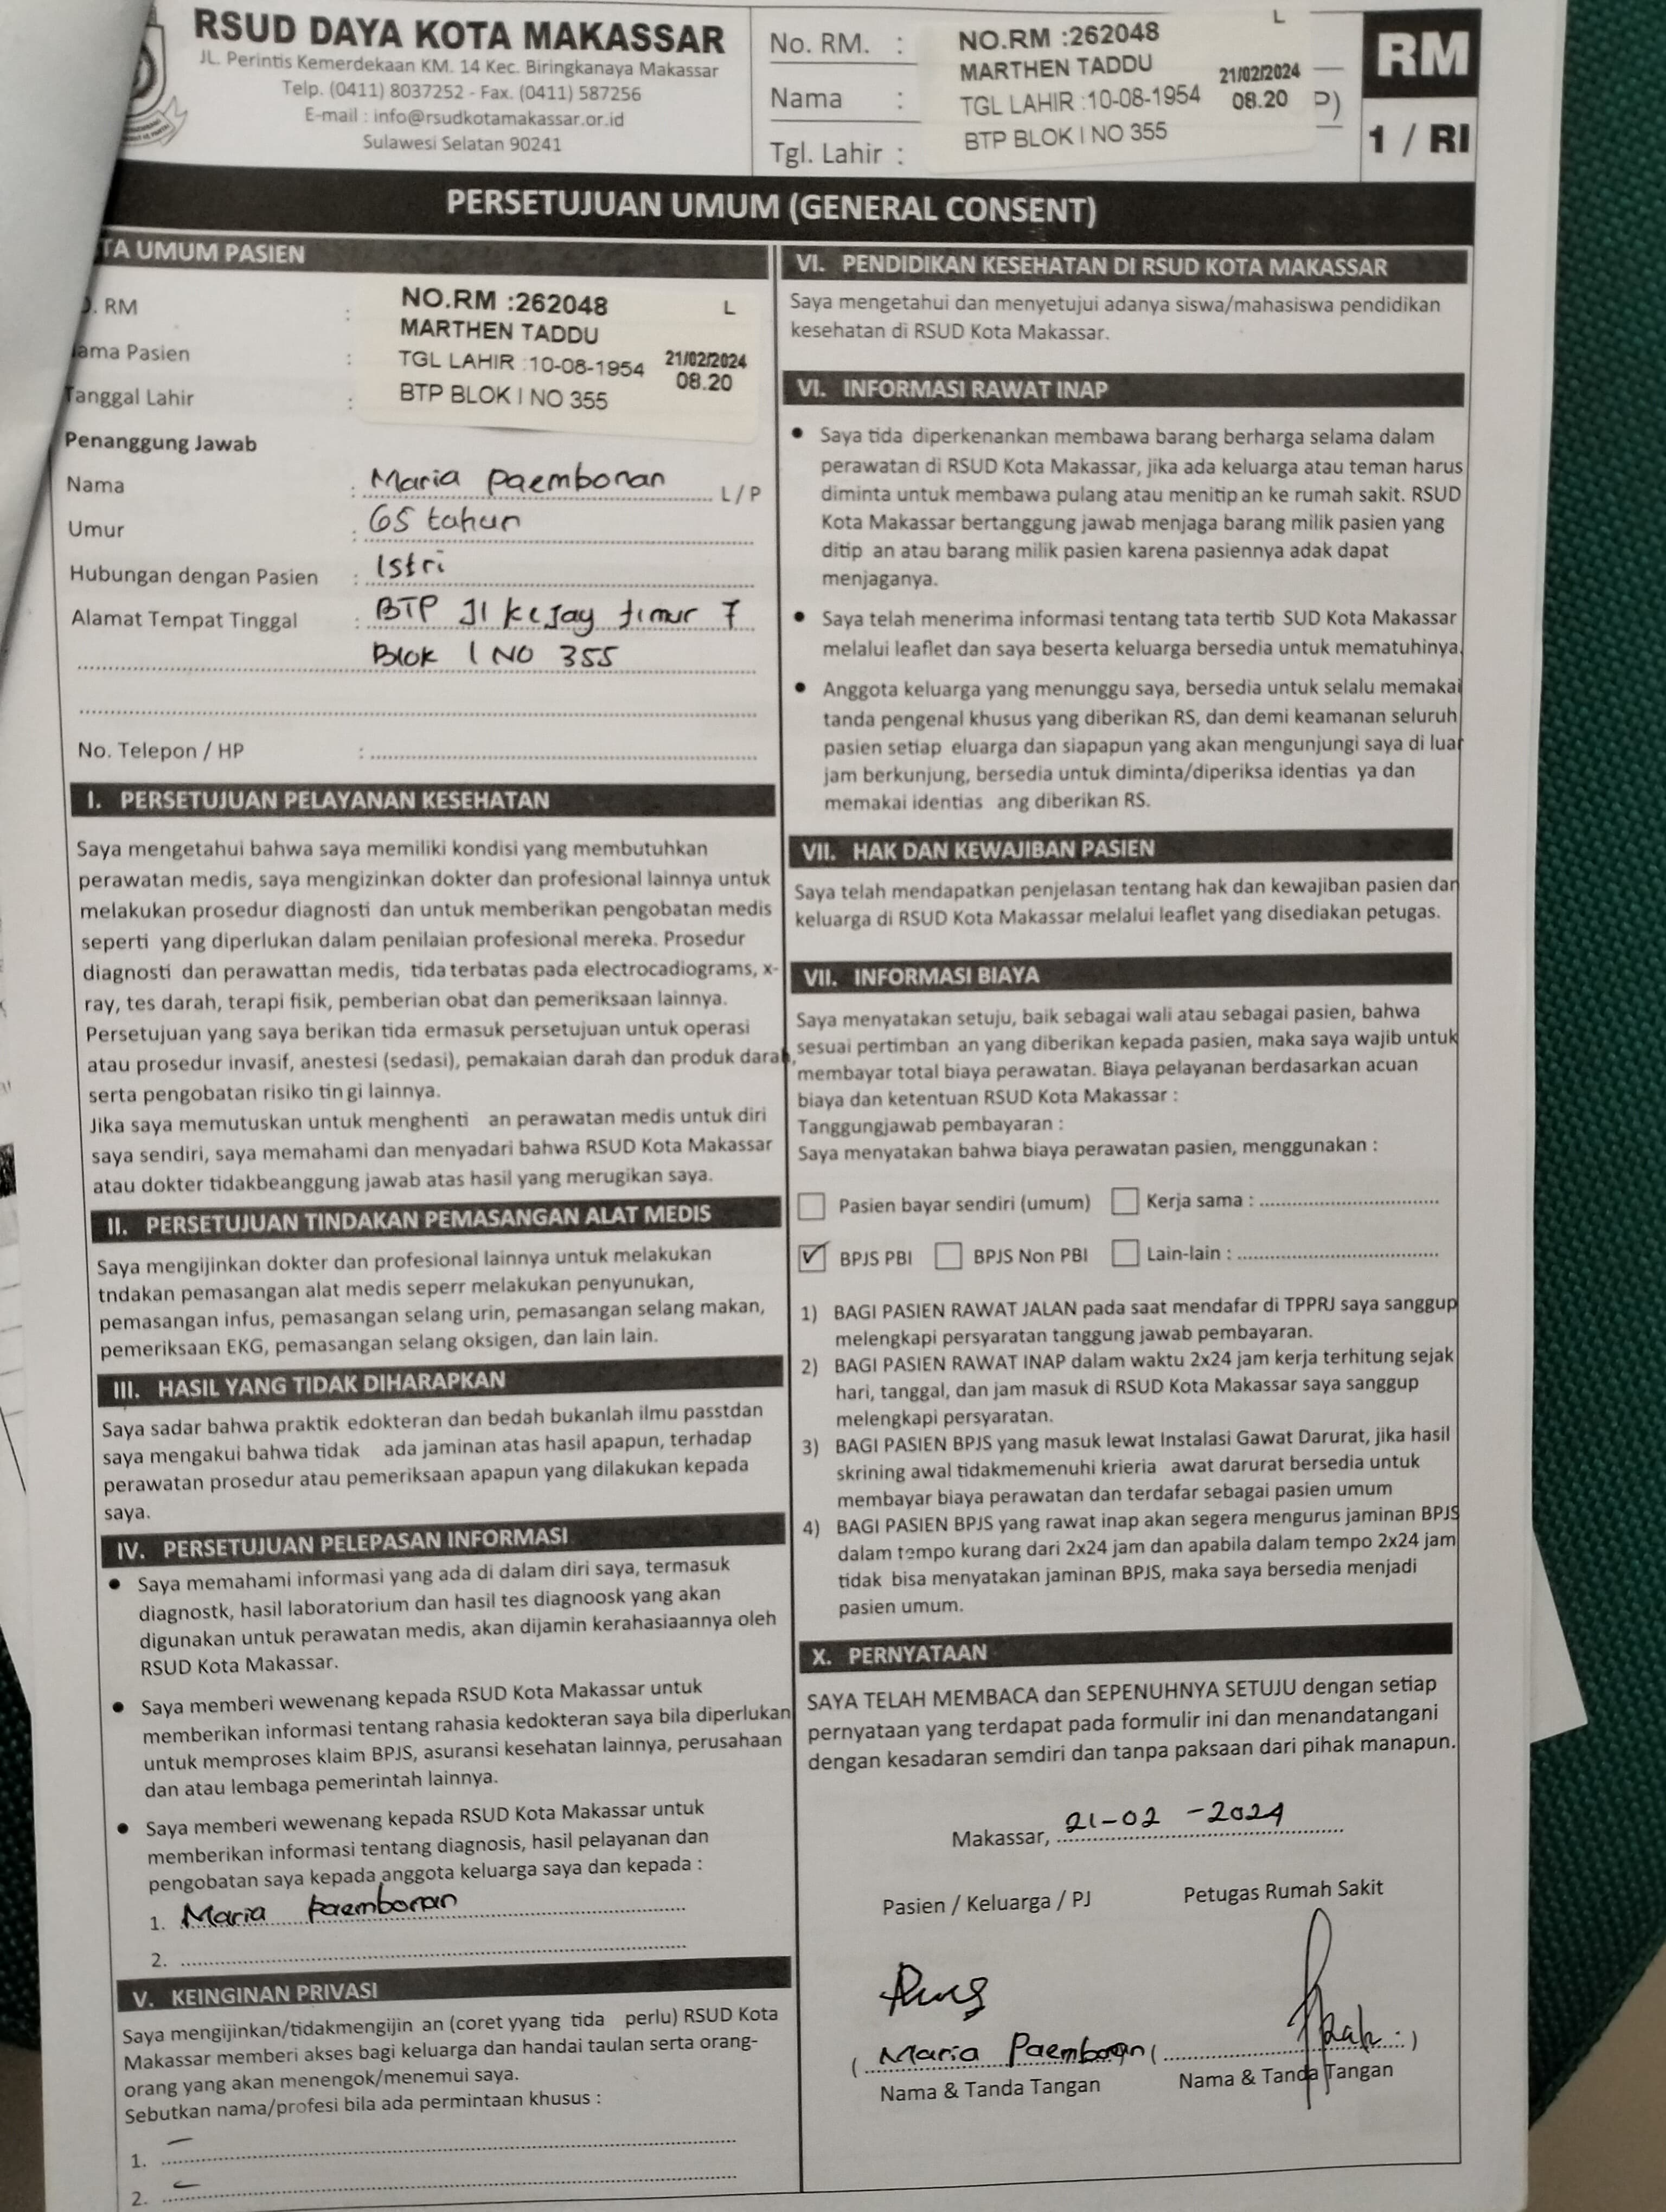 RSUD DAYA KOTA MAKASSAR
JL. Perintis Kemerdekaan KM. 14 Kec. Biringkanaya Makassar
Telp. (0411) 8037252 - Fax. (0411) 587256
E-mail : info@rsudkotamakassar.or.id
Sulawesi Selatan 90241
No. RM. :
Nama :
Tgl. Lahir :
L
NO.RM :262048
MARTHEN TADDU
TGL LAHIR :10-08-1954
21/02/2024
08.20
BTP BLOK I NO 355
P)
RM
1 / RI
PERSETUJUAN UMUM (GENERAL CONSENT)
TA UMUM PASIEN
. RM :
ama Pasien :
Tanggal Lahir :
NO.RM :262048 L
MARTHEN TADDU
TGL LAHIR :10-08-1954
21/02/2024
08.20
BTP BLOK I NO 355
Penanggung Jawab
Nama : Maria Paembonan L / P
Umur : 65 tahun
Hubungan dengan Pasien : Istri
Alamat Tempat Tinggal : BTP Jl Kejay timur 7
Blok I NO 355
No. Telepon / HP :
I. PERSETUJUAN PELAYANAN KESEHATAN
Saya mengetahui bahwa saya memiliki kondisi yang membutuhkan
perawatan medis, saya mengizinkan dokter dan profesional lainnya untuk
melakukan prosedur diagnosti dan untuk memberikan pengobatan medis
seperti yang diperlukan dalam penilaian profesional mereka. Prosedur
diagnosti dan perawattan medis, tida terbatas pada electrocadiograms, x-
ray, tes darah, terapi fisik, pemberian obat dan pemeriksaan lainnya.
Persetujuan yang saya berikan tida ermasuk persetujuan untuk operasi
atau prosedur invasif, anestesi (sedasi), pemakaian darah dan produk darah,
serta pengobatan risiko tin gi lainnya.
Jika saya memutuskan untuk menghenti an perawatan medis untuk diri
saya sendiri, saya memahami dan menyadari bahwa RSUD Kota Makassar
atau dokter tidakbeanggung jawab atas hasil yang merugikan saya.
II. PERSETUJUAN TINDAKAN PEMASANGAN ALAT MEDIS
Saya mengijinkan dokter dan profesional lainnya untuk melakukan
tndakan pemasangan alat medis seperr melakukan penyunukan,
pemasangan infus, pemasangan selang urin, pemasangan selang makan,
pemeriksaan EKG, pemasangan selang oksigen, dan lain lain.
III. HASIL YANG TIDAK DIHARAPKAN
Saya sadar bahwa praktik edokteran dan bedah bukanlah ilmu passtdan
saya mengakui bahwa tidak ada jaminan atas hasil apapun, terhadap
perawatan prosedur atau pemeriksaan apapun yang dilakukan kepada
saya.
IV. PERSETUJUAN PELEPASAN INFORMASI
• Saya memahami informasi yang ada di dalam diri saya, termasuk
diagnostk, hasil laboratorium dan hasil tes diagnoosk yang akan
digunakan untuk perawatan medis, akan dijamin kerahasiaannya oleh
RSUD Kota Makassar.
• Saya memberi wewenang kepada RSUD Kota Makassar untuk
memberikan informasi tentang rahasia kedokteran saya bila diperlukan
untuk memproses klaim BPJS, asuransi kesehatan lainnya, perusahaan
dan atau lembaga pemerintah lainnya.
• Saya memberi wewenang kepada RSUD Kota Makassar untuk
memberikan informasi tentang diagnosis, hasil pelayanan dan
pengobatan saya kepada anggota keluarga saya dan kepada :
1. Maria Paembonan
2.
V. KEINGINAN PRIVASI
Saya mengijinkan/tidakmengijin an (coret yyang tida perlu) RSUD Kota
Makassar memberi akses bagi keluarga dan handai taulan serta orang-
orang yang akan menengok/menemui saya.
Sebutkan nama/profesi bila ada permintaan khusus :
1. –
2. –
VI. PENDIDIKAN KESEHATAN DI RSUD KOTA MAKASSAR
Saya mengetahui dan menyetujui adanya siswa/mahasiswa pendidikan
kesehatan di RSUD Kota Makassar.
VI. INFORMASI RAWAT INAP
• Saya tida diperkenankan membawa barang berharga selama dalam
perawatan di RSUD Kota Makassar, jika ada keluarga atau teman harus
diminta untuk membawa pulang atau menitip an ke rumah sakit. RSUD
Kota Makassar bertanggung jawab menjaga barang milik pasien yang
ditip an atau barang milik pasien karena pasiennya adak dapat
menjaganya.
• Saya telah menerima informasi tentang tata tertib SUD Kota Makassar
melalui leaflet dan saya beserta keluarga bersedia untuk mematuhinya.
• Anggota keluarga yang menunggu saya, bersedia untuk selalu memakai
tanda pengenal khusus yang diberikan RS, dan demi keamanan seluruh
pasien setiap eluarga dan siapapun yang akan mengunjungi saya di luar
jam berkunjung, bersedia untuk diminta/diperiksa identias ya dan
memakai identias ang diberikan RS.
VII. HAK DAN KEWAJIBAN PASIEN
Saya telah mendapatkan penjelasan tentang hak dan kewajiban pasien dan
keluarga di RSUD Kota Makassar melalui leaflet yang disediakan petugas.
VII. INFORMASI BIAYA
Saya menyatakan setuju, baik sebagai wali atau sebagai pasien, bahwa
sesuai pertimban an yang diberikan kepada pasien, maka saya wajib untuk
membayar total biaya perawatan. Biaya pelayanan berdasarkan acuan
biaya dan ketentuan RSUD Kota Makassar :
Tanggungjawab pembayaran :
Saya menyatakan bahwa biaya perawatan pasien, menggunakan :
Pasien bayar sendiri (umum) Kerja sama :
✓ BPJS PBI BPJS Non PBI Lain-lain :
1) BAGI PASIEN RAWAT JALAN pada saat mendafar di TPPRJ saya sanggup
melengkapi persyaratan tanggung jawab pembayaran.
2) BAGI PASIEN RAWAT INAP dalam waktu 2x24 jam kerja terhitung sejak
hari, tanggal, dan jam masuk di RSUD Kota Makassar saya sanggup
melengkapi persyaratan.
3) BAGI PASIEN BPJS yang masuk lewat Instalasi Gawat Darurat, jika hasil
skrining awal tidakmemenuhi krieria awat darurat bersedia untuk
membayar biaya perawatan dan terdafar sebagai pasien umum
4) BAGI PASIEN BPJS yang rawat inap akan segera mengurus jaminan BPJS
dalam tempo kurang dari 2x24 jam dan apabila dalam tempo 2x24 jam
tidak bisa menyatakan jaminan BPJS, maka saya bersedia menjadi
pasien umum.
X. PERNYATAAN
SAYA TELAH MEMBACA dan SEPENUHNYA SETUJU dengan setiap
pernyataan yang terdapat pada formulir ini dan menandatangani
dengan kesadaran semdiri dan tanpa paksaan dari pihak manapun.
Makassar, 21-02-2024
Pasien / Keluarga / PJ Petugas Rumah Sakit
( Maria Paembonan ( )
Nama & Tanda Tangan Nama & Tanda Tangan